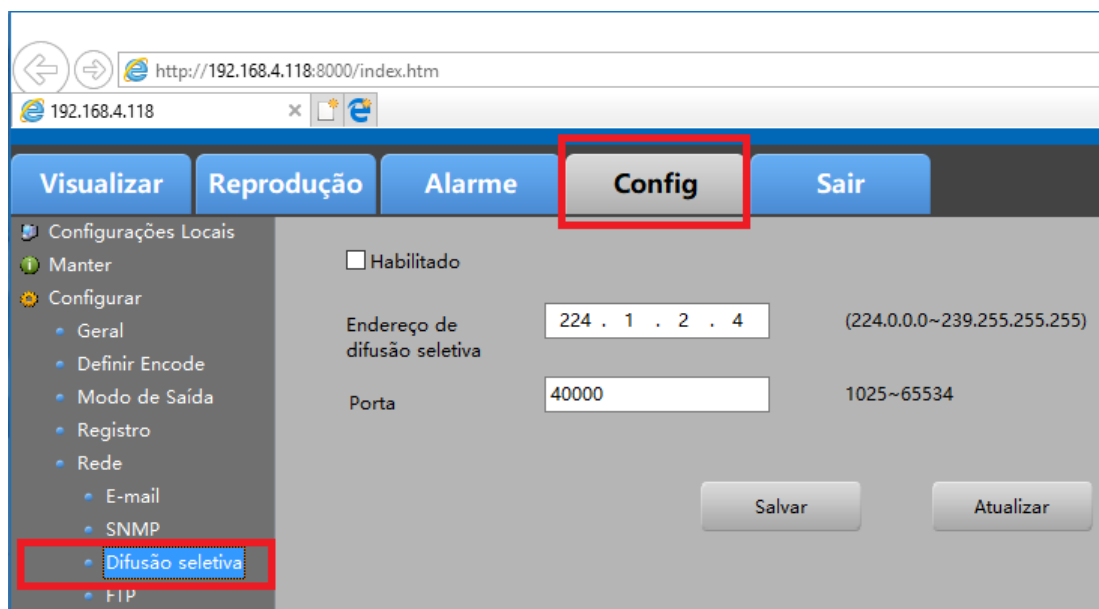 http://192.168.4.118:8000/index.htm
192.168.4.118
Visualizar Reprodução Alarme Config Sair
Configurações Locais
Manter
Configurar
Geral
Definir Encode
Modo de Saída
Registro
Rede
E-mail
SNMP
Difusão seletiva
FTP
Habilitado
Endereço de
difusão seletiva
224 . 1 . 2 . 4 (224.0.0.0~239.255.255.255)
Porta 40000 1025~65534
Salvar Atualizar